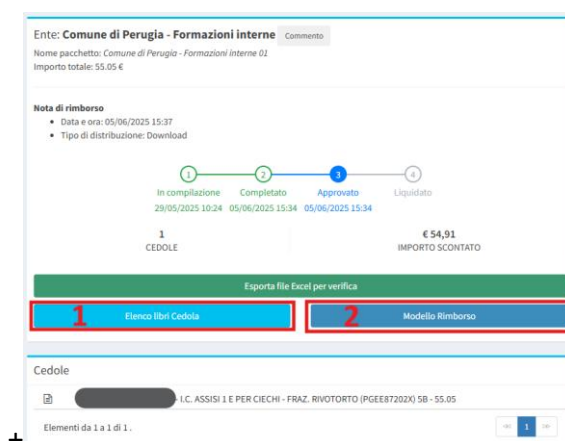 Ente: Comune di Perugia - Formazioni interne Commento
Nome pacchetto: Comune di Perugia - Formazioni interne 01
Importo totale: 55.05 €
Nota di rimborso
• Data e ora: 05/06/2025 15:37
• Tipo di distribuzione: Download
1 2 3 4
In compilazione Completato Approvato Liquidato
29/05/2025 10:24 05/06/2025 15:34 05/06/2025 15:34
1 € 54,91
CEDOLE IMPORTO SCONTATO
Esporta file Excel per verifica
1 Elenco libri Cedola 2 Modello Rimborso
Cedole
- I.C. ASSISI 1 E PER CIECHI - FRAZ. RIVOTORTO (PGEE87202X) 5B - 55.05
Elementi da 1 a 1 di 1. « 1 »
+